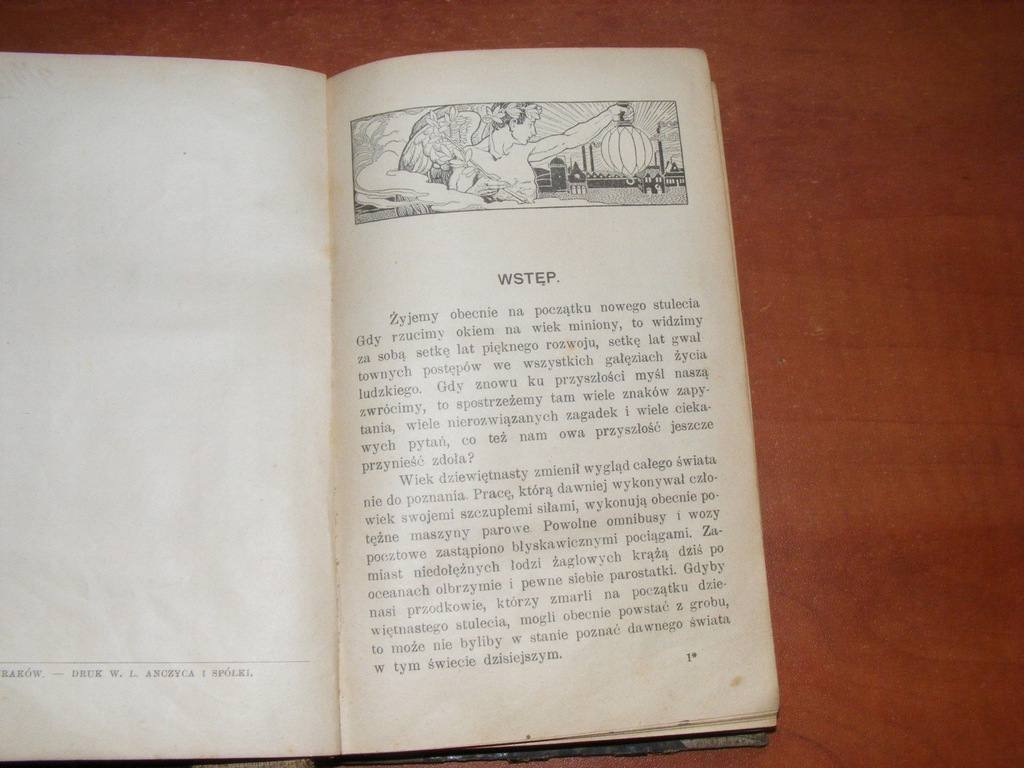 RAKÓW. — DRUK W. L. ANCZYCA I SPÓŁKI.
WSTĘP.
Żyjemy obecnie na początku nowego stulecia
Gdy rzucimy okiem na wiek miniony, to widzimy
za sobą setkę lat pięknego rozwoju, setkę lat gwał
townych postępów we wszystkich gałęziach życia
ludzkiego. Gdy znowu ku przyszłości myśl naszą
zwrócimy, to spostrzeżemy tam wiele znaków zapy-
tania, wiele nierozwiązanych zagadek i wiele cieka-
wych pytań, co też nam owa przyszłość jeszcze
przynieść zdoła?
Wiek dziewiętnasty zmienił wygląd całego świata
nie do poznania. Pracę, którą dawniej wykonywał czło-
wiek swojemi szczupłemi siłami, wykonują obecnie po-
tężne maszyny parowe. Powolne omnibusy i wozy
pocztowe zastąpiono błyskawicznymi pociągami. Za-
miast niedołężnych łodzi żaglowych krążą dziś po
oceanach olbrzymie i pewne siebie parostatki. Gdyby
nasi przodkowie, którzy zmarli na początku dzie-
więtnastego stulecia, mogli obecnie powstać z grobu,
to może nie byliby w stanie poznać dawnego świata
w tym świecie dzisiejszym.
1*